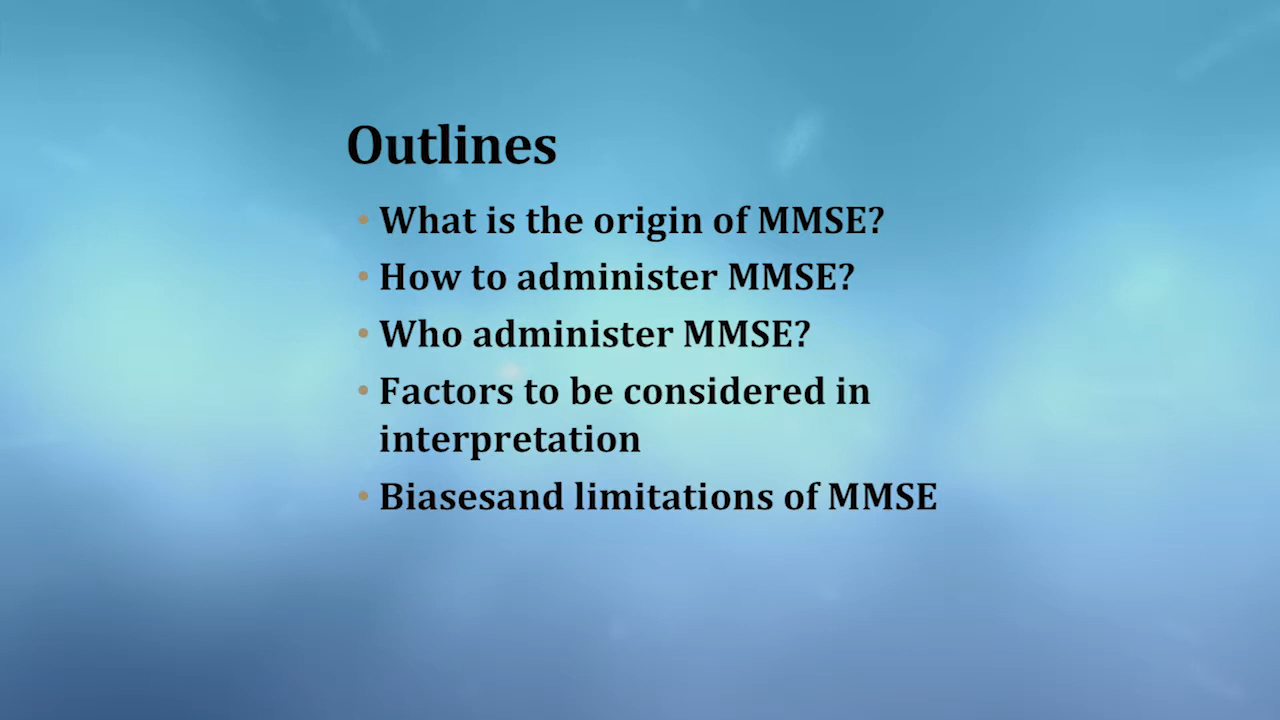 Outlines
• What is the origin of MMSE?
• How to administer MMSE?
• Who administer MMSE?
• Factors to be considered in
interpretation
• Biasesand limitations of MMSE